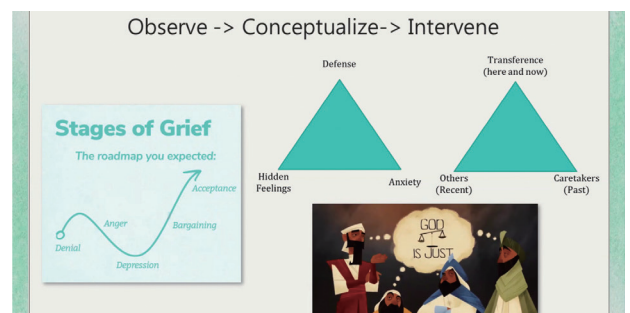 Observe -> Conceptualize-> Intervene
Defense
Hidden
Feelings
Anxiety
Transference
(here and now)
Others
(Recent)
Caretakers
(Past)
Stages of Grief
The roadmap you expected:
Acceptance
Anger
Bargaining
Denial
Depression
GOD
IS JUST